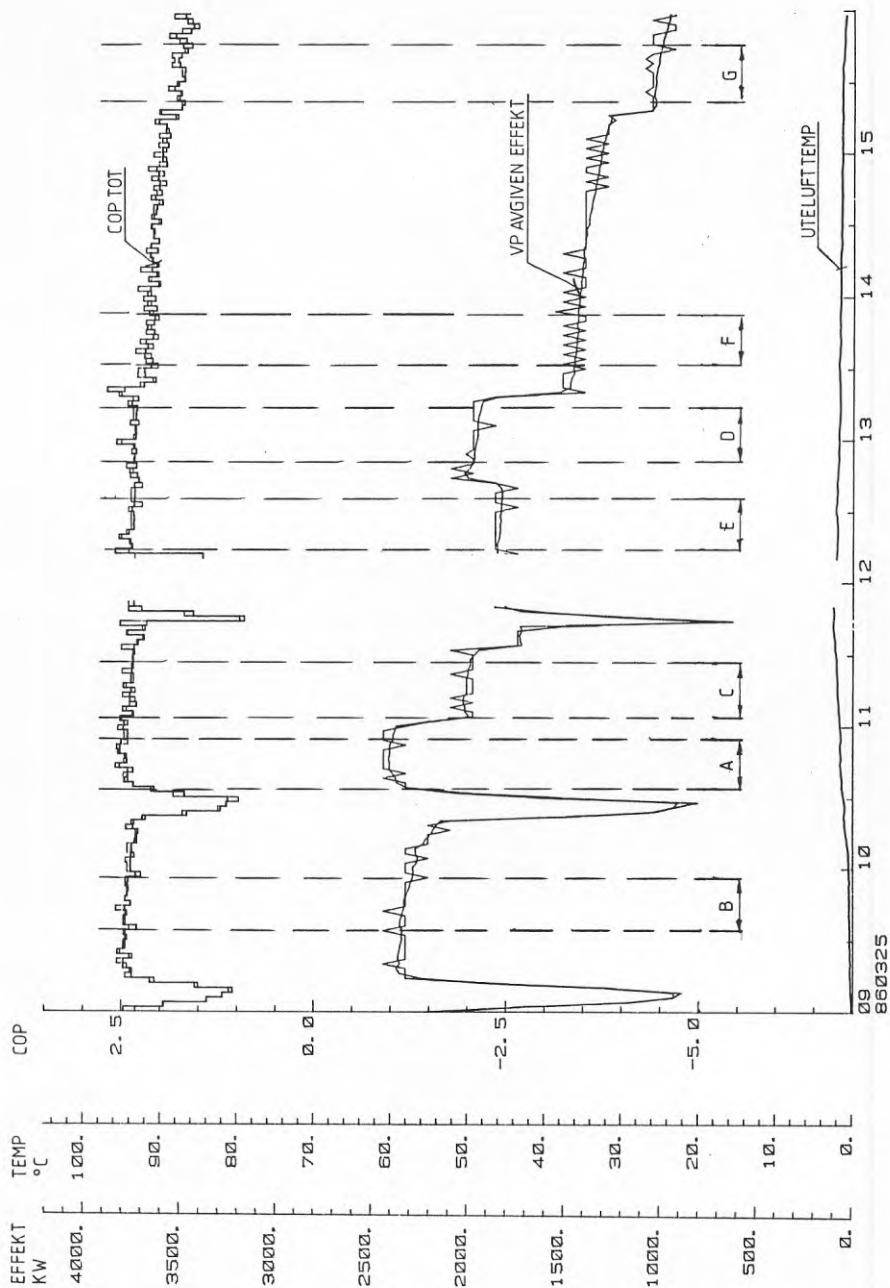 EFFEKT
KW
TEMP
°C
COP
4000.
3500.
3000.
2500.
2000.
1500.
1000.
500.
0.
100.
90.
80.
70.
60.
50.
40.
30.
20.
10.
0.
2.5
0.0
-2.5
-5.0
COP TOT
VP AVGIVEN EFFEKT
UTELUFTTEMP
B
A
C
E
D
F
G
09
10
11
12
13
14
15
860325